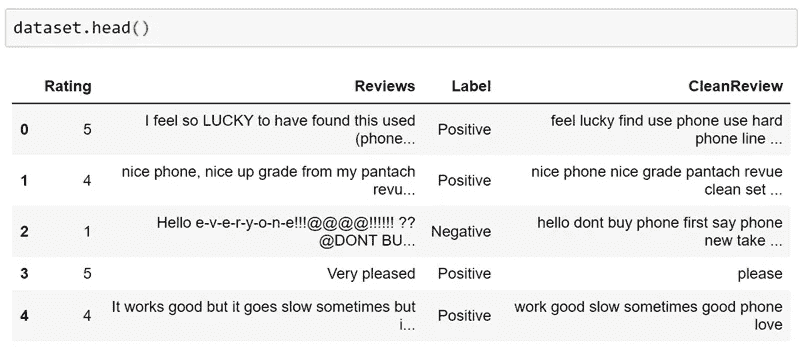 dataset.head()
Rating Reviews Label CleanReview
0 5 I feel so LUCKY to have found this used (phone... Positive feel lucky find use phone use hard phone line ...
1 4 nice phone, nice up grade from my pantach revu... Positive nice phone nice grade pantach revue clean set ...
2 1 Hello e-v-e-r-y-o-n-e!!!@@@@!!!!!! ?? @DONT BU... Negative hello dont buy phone first say phone new take ...
3 5 Very pleased Positive please
4 4 It works good but it goes slow sometimes but i... Positive work good slow sometimes good phone love